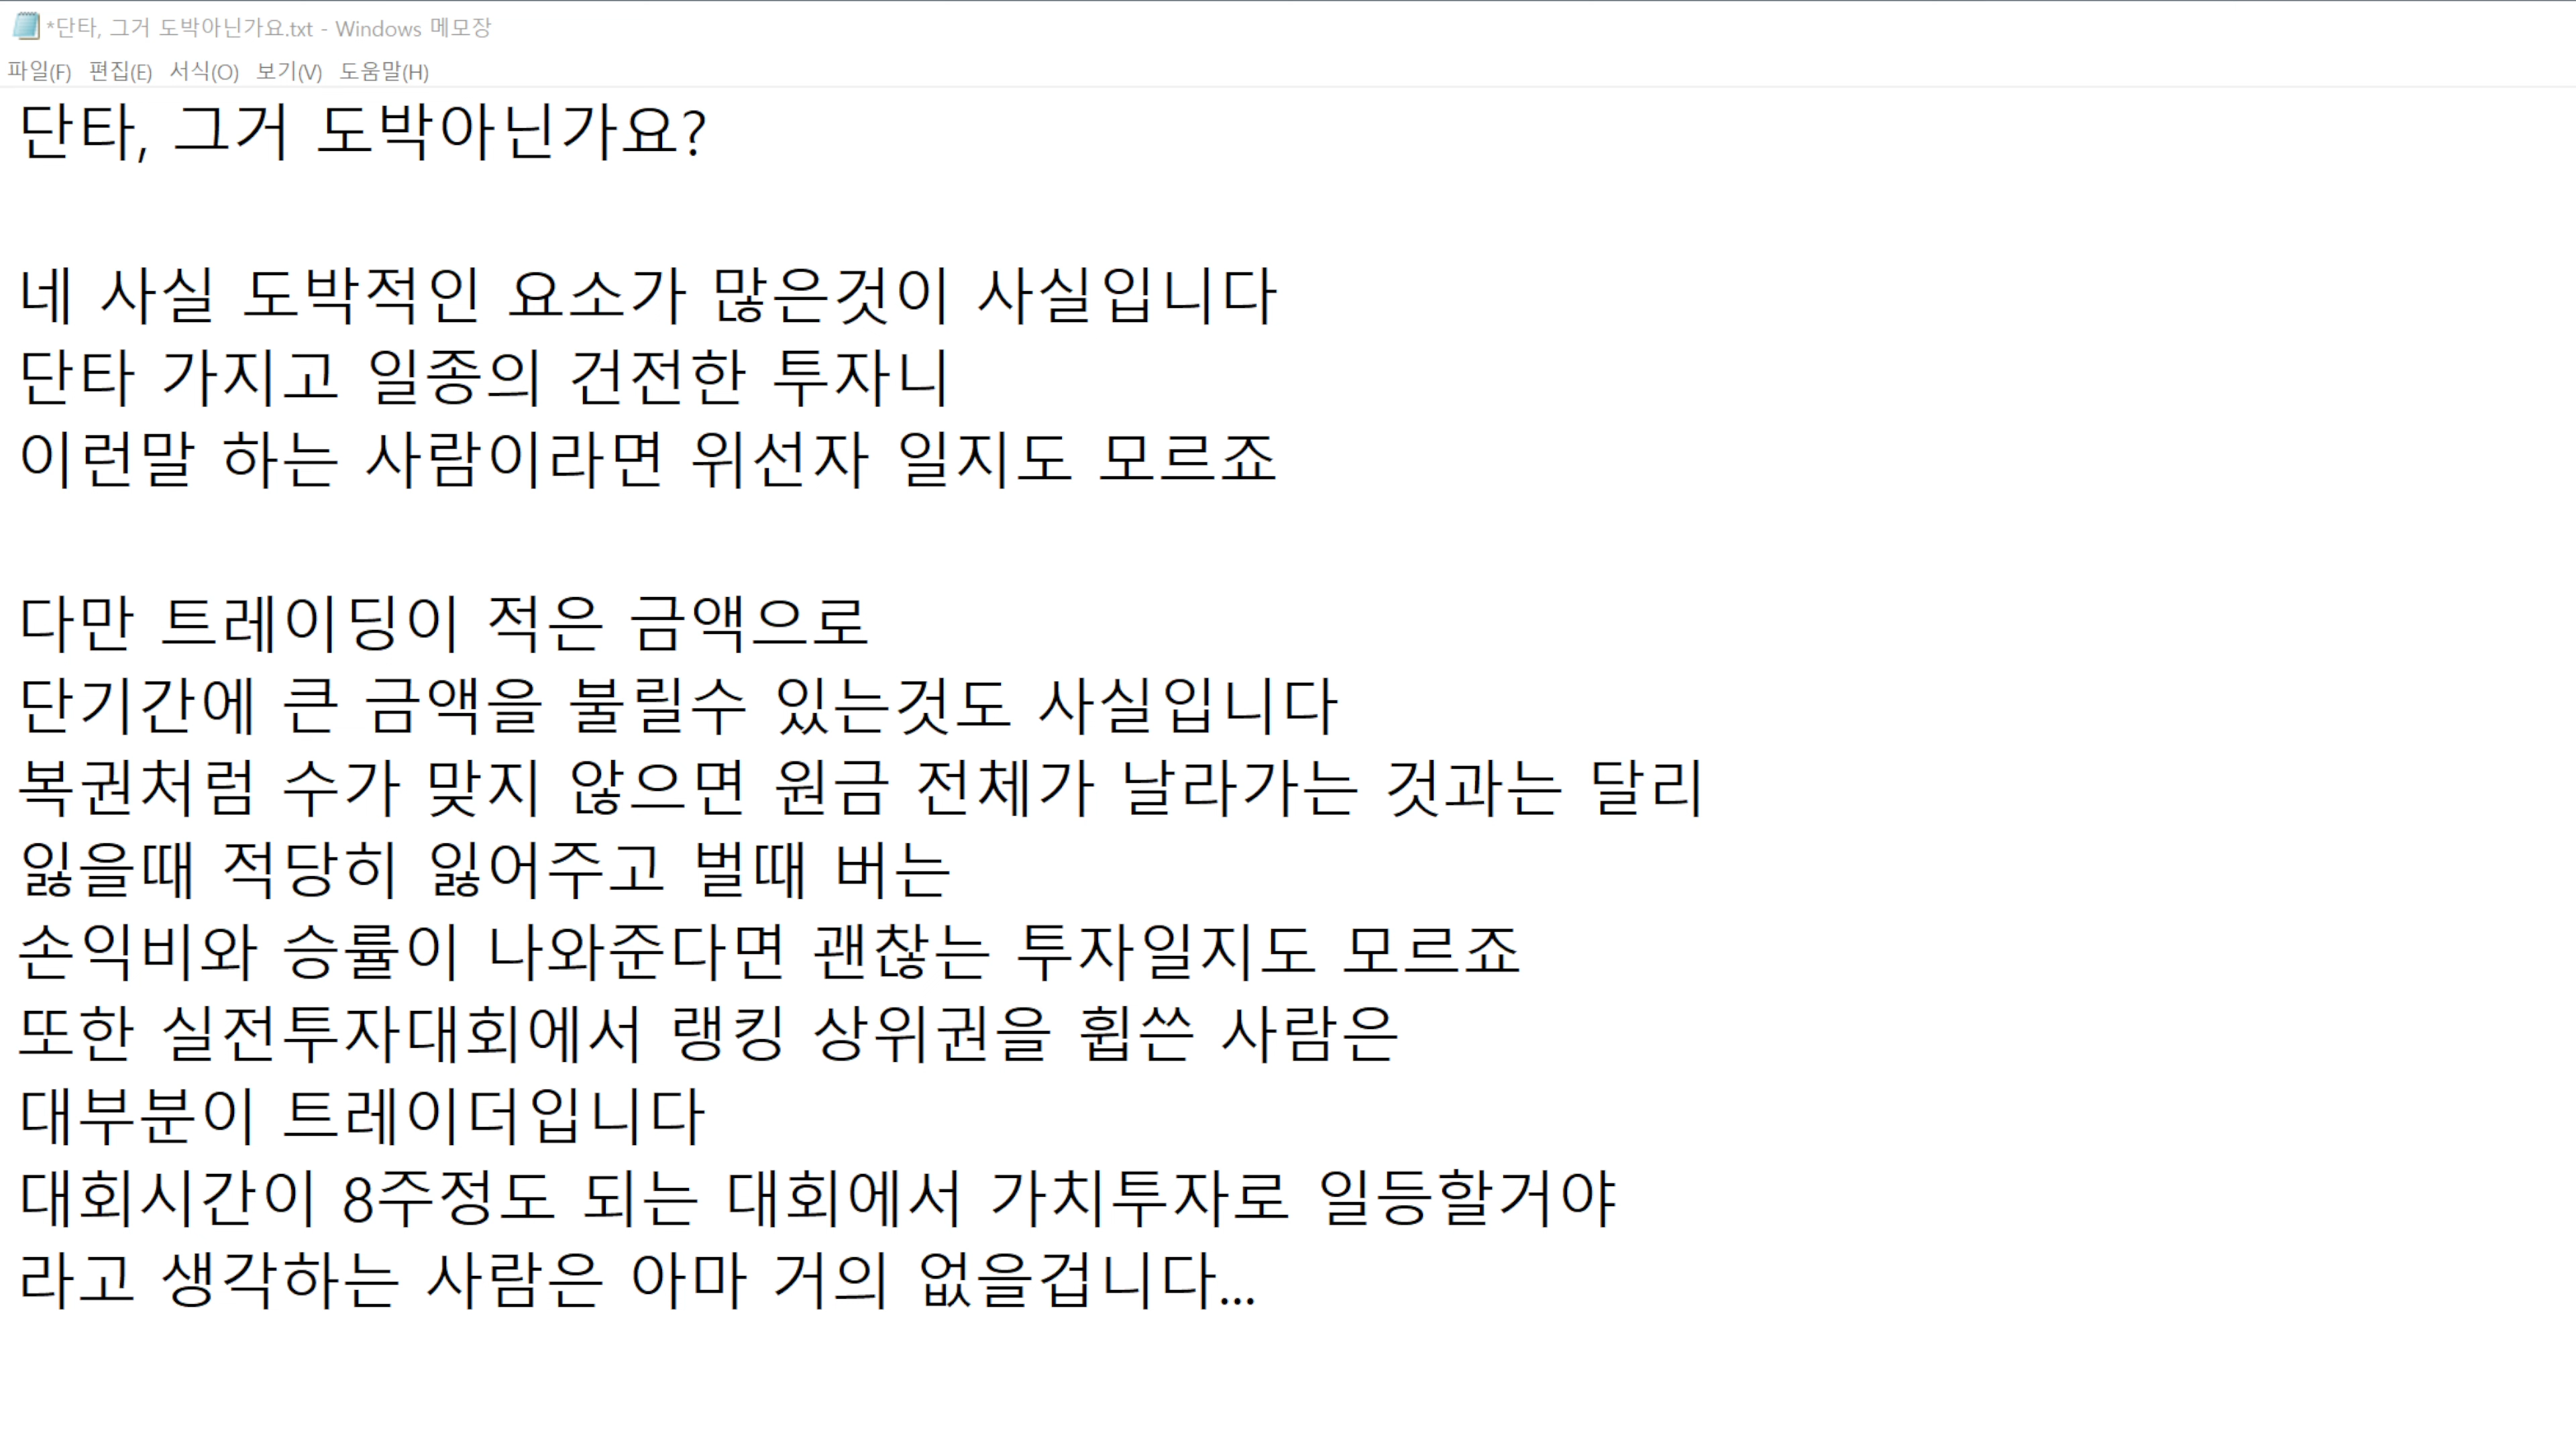 *단타, 그거 도박아닌가요.txt - Windows 메모장
파일(F) 편집(E) 서식(O) 보기(V) 도움말(H)
단타, 그거 도박아닌가요?
네 사실 도박적인 요소가 많은것이 사실입니다
단타 가지고 일종의 건전한 투자니
이런말 하는 사람이라면 위선자 일지도 모르죠
다만 트레이딩이 적은 금액으로
단기간에 큰 금액을 불릴수 있는것도 사실입니다
복권처럼 수가 맞지 않으면 원금 전체가 날라가는 것과는 달리
잃을때 적당히 잃어주고 벌때 버는
손익비와 승률이 나와준다면 괜찮는 투자일지도 모르죠
또한 실전투자대회에서 랭킹 상위권을 휩쓴 사람은
대부분이 트레이더입니다
대회시간이 8주정도 되는 대회에서 가치투자로 일등할거야
라고 생각하는 사람은 아마 거의 없을겁니다...